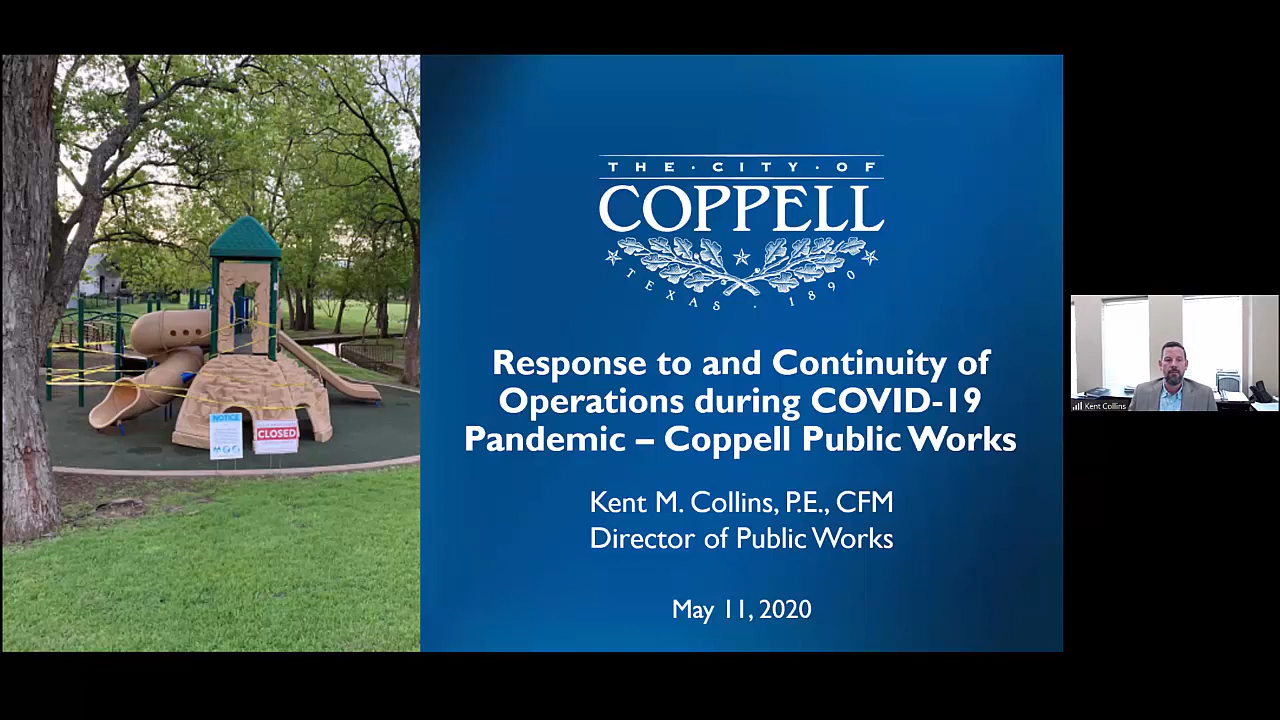 THE·CITY·OF
COPPELL
TEXAS · 1890
Response to and Continuity of
Operations during COVID-19
Pandemic – Coppell Public Works
Kent M. Collins, P.E., CFM
Director of Public Works
May 11, 2020
NOTICE
CLOSED
Kent Collins